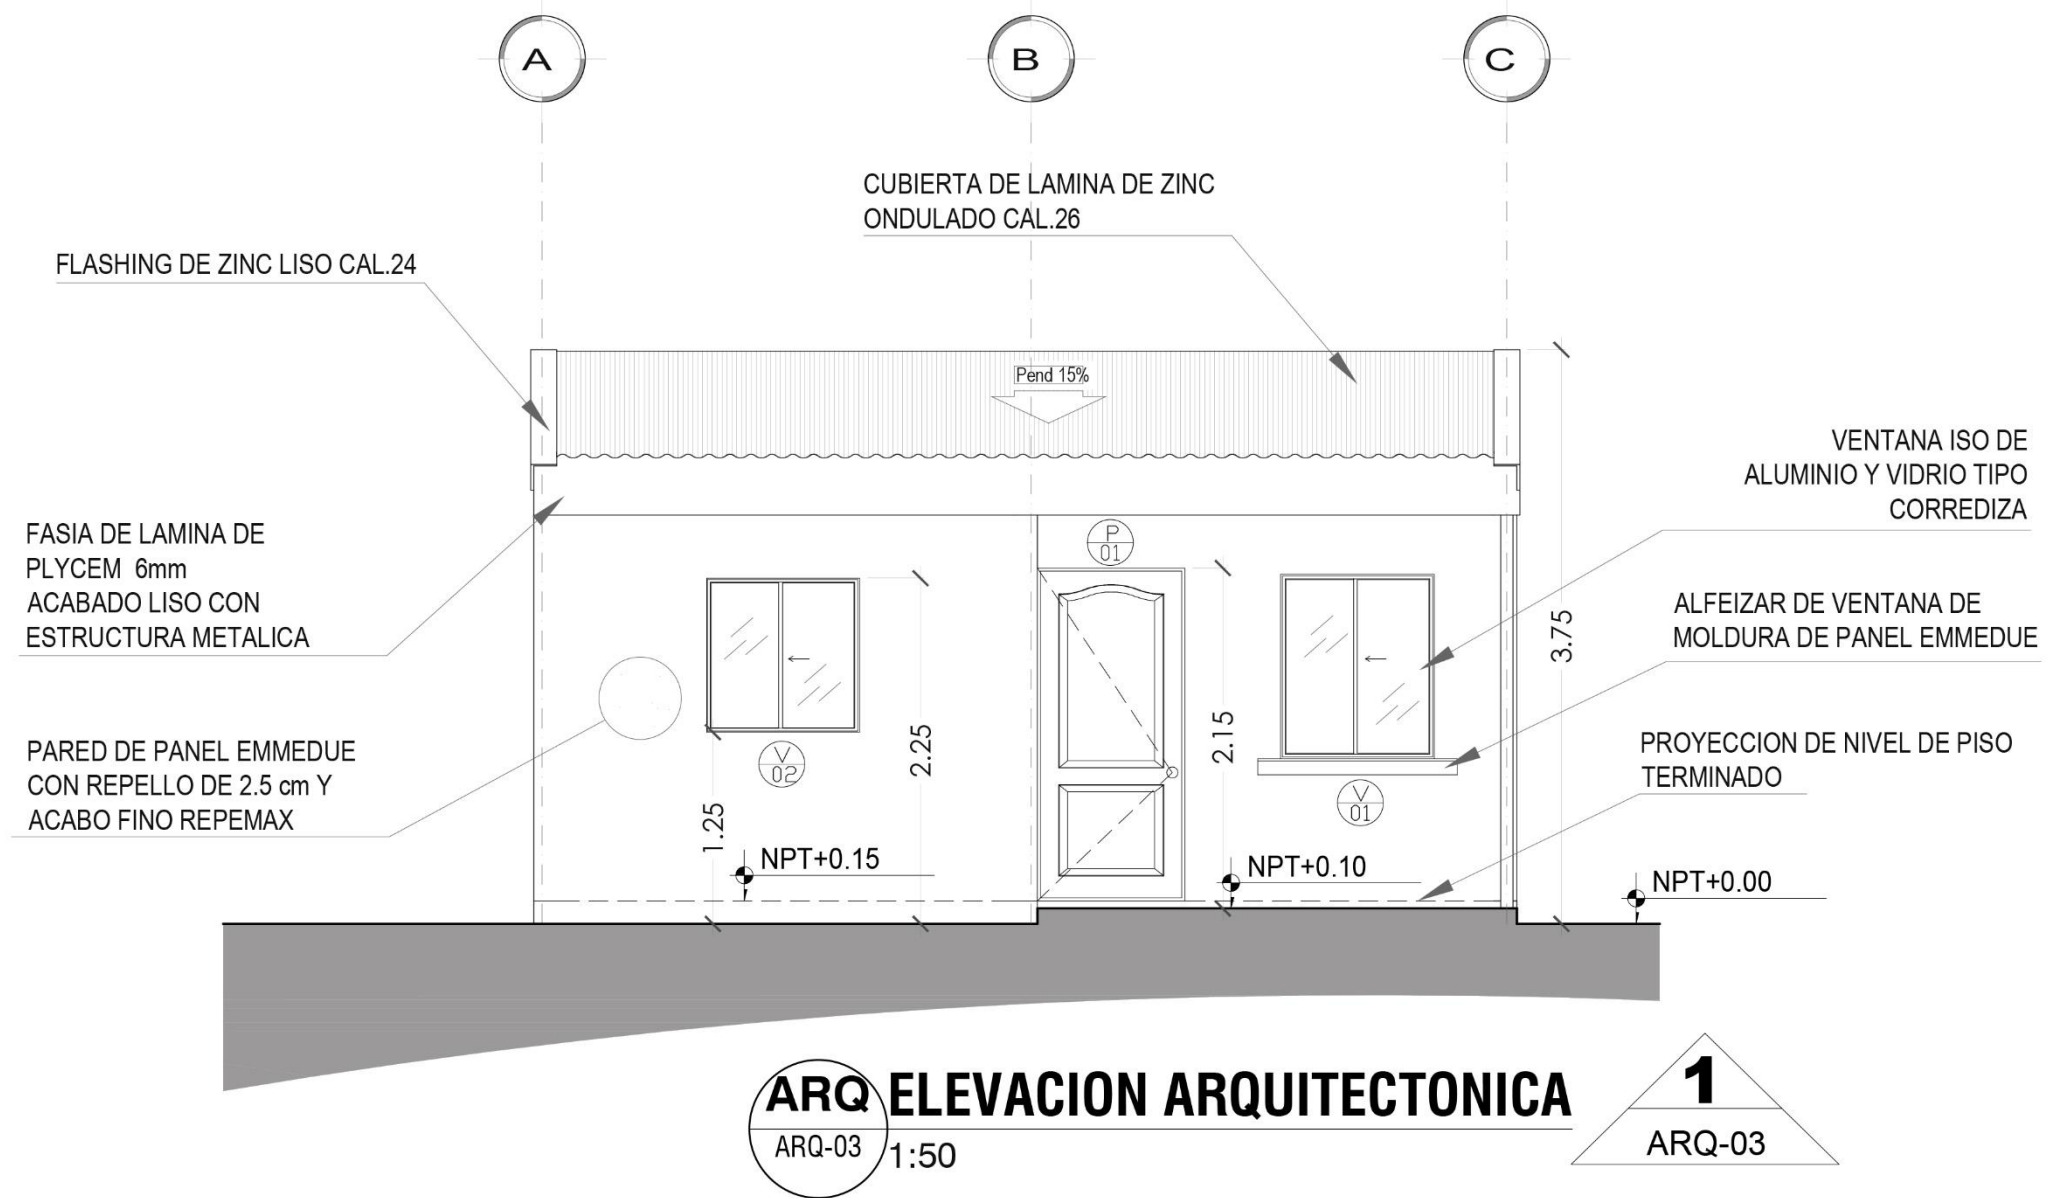 A
B
C
CUBIERTA DE LAMINA DE ZINC
ONDULADO CAL.26
FLASHING DE ZINC LISO CAL.24
Pend 15%
VENTANA ISO DE
ALUMINIO Y VIDRIO TIPO
CORREDIZA
FASIA DE LAMINA DE
PLYCEM 6mm
ACABADO LISO CON
ESTRUCTURA METALICA
P
01
ALFEIZAR DE VENTANA DE
MOLDURA DE PANEL EMMEDUE
3.75
PARED DE PANEL EMMEDUE
CON REPELLO DE 2.5 cm Y
ACABO FINO REPEMAX
V
02
2.25
2.15
PROYECCION DE NIVEL DE PISO
TERMINADO
V
01
1.25
NPT+0.15
NPT+0.10
NPT+0.00
ARQ
ARQ-03
ELEVACION ARQUITECTONICA
1:50
1
ARQ-03